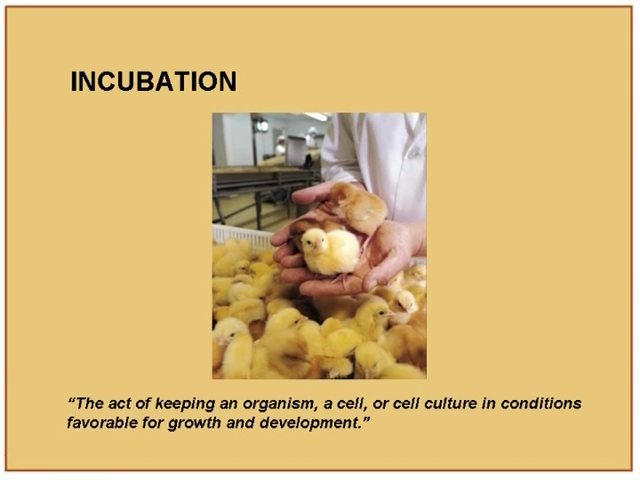 INCUBATION
“The act of keeping an organism, a cell, or cell culture in conditions
favorable for growth and development.”